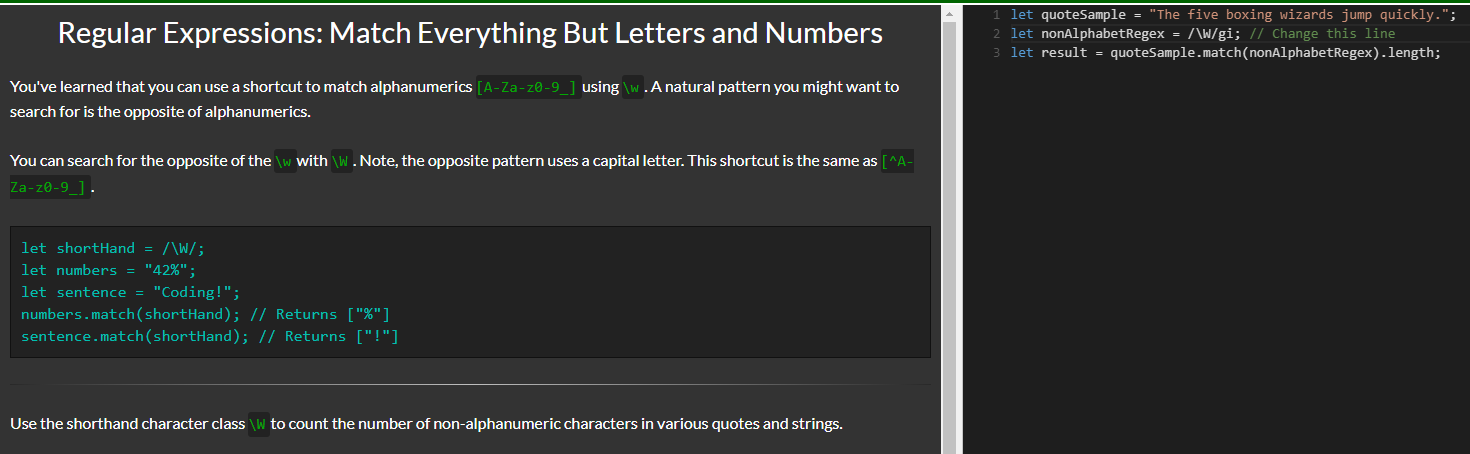 Regular Expressions: Match Everything But Letters and Numbers
You've learned that you can use a shortcut to match alphanumerics [A-Za-z0-9_] using \w . A natural pattern you might want to
search for is the opposite of alphanumerics.
You can search for the opposite of the \w with \W . Note, the opposite pattern uses a capital letter. This shortcut is the same as [^A-
Za-z0-9_] .
let shortHand = /\W/;
let numbers = "42%";
let sentence = "Coding!";
numbers.match(shortHand); // Returns ["%"]
sentence.match(shortHand); // Returns ["!"]
Use the shorthand character class \W to count the number of non-alphanumeric characters in various quotes and strings.
1 let quoteSample = "The five boxing wizards jump quickly.";
2 let nonAlphabetRegex = /\W/gi; // Change this line
3 let result = quoteSample.match(nonAlphabetRegex).length;